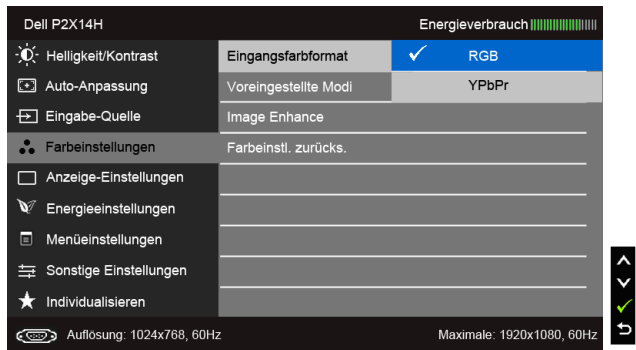 Dell P2X14H Energieverbrauch
Helligkeit/Kontrast Eingangsfarbformat RGB
Auto-Anpassung Voreingestellte Modi YPbPr
Eingabe-Quelle Image Enhance
Farbeinstellungen Farbeinstl. zurücks.
Anzeige-Einstellungen
Energieeinstellungen
Menüeinstellungen
Sonstige Einstellungen
Individualisieren
Auflösung: 1024x768, 60Hz Maximale: 1920x1080, 60Hz